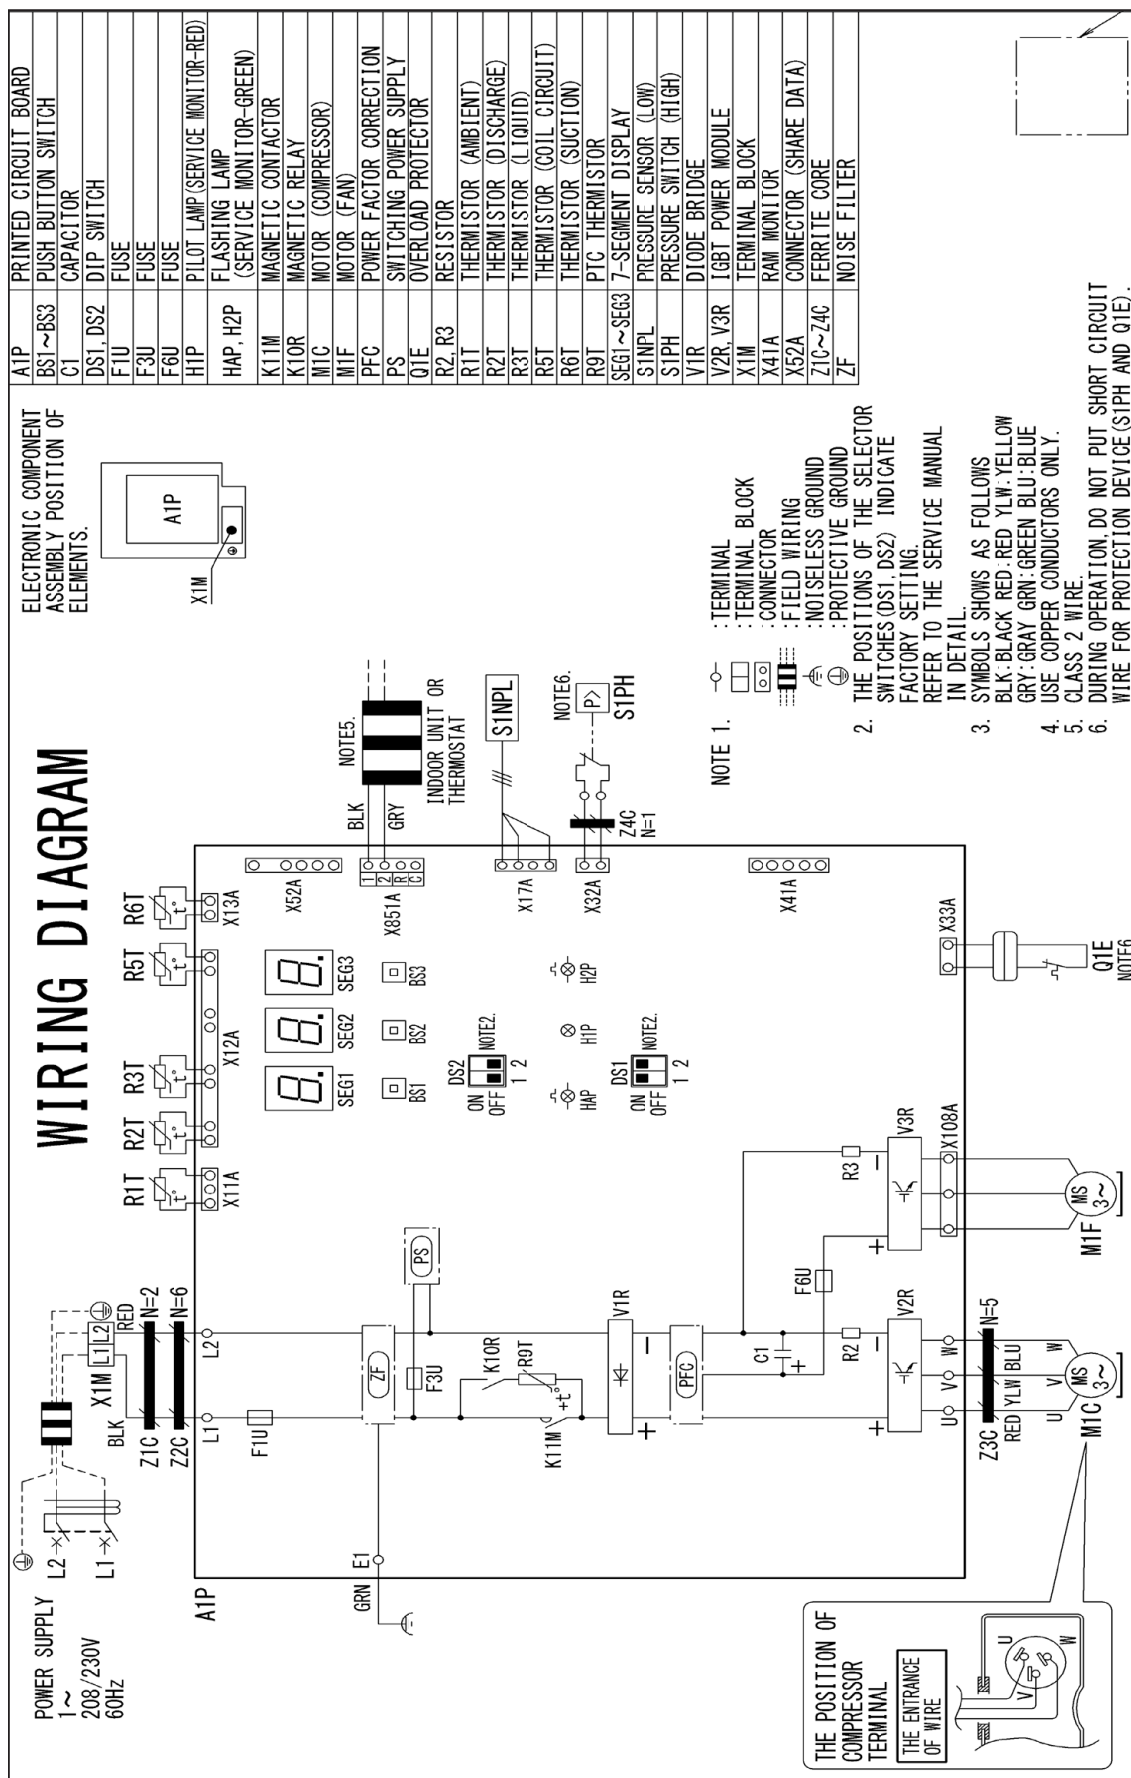 WIRING DIAGRAM
POWER SUPPLY
1~
208/230V
60Hz
L2
L1
X1M
L1 L2
BLK
RED
Z1C
N=2
Z2C
N=6
L1
L2
A1P
F1U
ZF
F3U
PS
E1
GRN
K10R
R9T
+t°
K11M
V1R
+
−
PFC
C1
+
F6U
R2
R3
V2R
+
−
V3R
+
−
X108A
U
V
W
Z3C
N=5
RED YLW BLU
U
V
W
MS
3~
M1C
MS
3~
M1F
R1T
t°
X11A
R2T
t°
R3T
t°
X12A
R5T
t°
R6T
t°
X13A
SEG1
SEG2
SEG3
BS1
BS2
BS3
DS2
ON
OFF
1 2
NOTE2.
HAP
H1P
H2P
DS1
ON
OFF
1 2
NOTE2.
X52A
X851A
1
2
R
C
BLK
GRY
NOTE5.
INDOOR UNIT OR
THERMOSTAT
X17A
S1NPL
X32A
Z4C
N=1
NOTE6.
P>
S1PH
X41A
X33A
Q1E
NOTE6
THE POSITION OF
COMPRESSOR
TERMINAL
THE ENTRANCE
OF WIRE
U
V
W
ELECTRONIC COMPONENT
ASSEMBLY POSITION OF
ELEMENTS.
A1P
X1M
NOTE 1.
:TERMINAL
:TERMINAL BLOCK
:CONNECTOR
:FIELD WIRING
:NOISELESS GROUND
:PROTECTIVE GROUND
2. THE POSITIONS OF THE SELECTOR
SWITCHES(DS1, DS2) INDICATE
FACTORY SETTING.
REFER TO THE SERVICE MANUAL
IN DETAIL.
3. SYMBOLS SHOWS AS FOLLOWS
BLK:BLACK RED:RED YLW:YELLOW
GRY:GRAY GRN:GREEN BLU:BLUE
4. USE COPPER CONDUCTORS ONLY.
5. CLASS 2 WIRE.
6. DURING OPERATION, DO NOT PUT SHORT CIRCUIT
WIRE FOR PROTECTION DEVICE(S1PH AND Q1E).
A1P PRINTED CIRCUIT BOARD
BS1~BS3 PUSH BUTTON SWITCH
C1 CAPACITOR
DS1, DS2 DIP SWITCH
F1U FUSE
F3U FUSE
F6U FUSE
H1P PILOT LAMP(SERVICE MONITOR-RED)
HAP, H2P FLASHING LAMP
(SERVICE MONITOR-GREEN)
K11M MAGNETIC CONTACTOR
K10R MAGNETIC RELAY
M1C MOTOR (COMPRESSOR)
M1F MOTOR (FAN)
PFC POWER FACTOR CORRECTION
PS SWITCHING POWER SUPPLY
Q1E OVERLOAD PROTECTOR
R2, R3 RESISTOR
R1T THERMISTOR (AMBIENT)
R2T THERMISTOR (DISCHARGE)
R3T THERMISTOR (LIQUID)
R5T THERMISTOR (COIL CIRCUIT)
R6T THERMISTOR (SUCTION)
R9T PTC THERMISTOR
SEG1~SEG3 7-SEGMENT DISPLAY
S1NPL PRESSURE SENSOR (LOW)
S1PH PRESSURE SWITCH (HIGH)
V1R DIODE BRIDGE
V2R, V3R IGBT POWER MODULE
X1M TERMINAL BLOCK
X41A RAM MONITOR
X52A CONNECTOR (SHARE DATA)
Z1C~Z4C FERRITE CORE
ZF NOISE FILTER